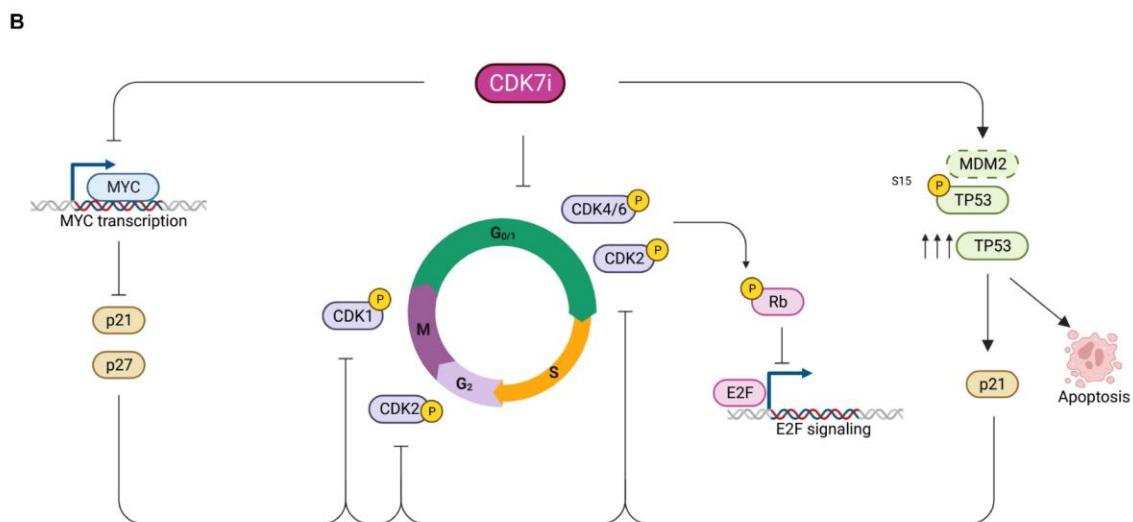 B
CDK7i
MYC
MYC transcription
p21
p27
CDK1
P
CDK2
P
G0/1
S
G2
M
CDK4/6
P
CDK2
P
P
Rb
E2F
E2F signaling
MDM2
S15
P
TP53
TP53
p21
Apoptosis